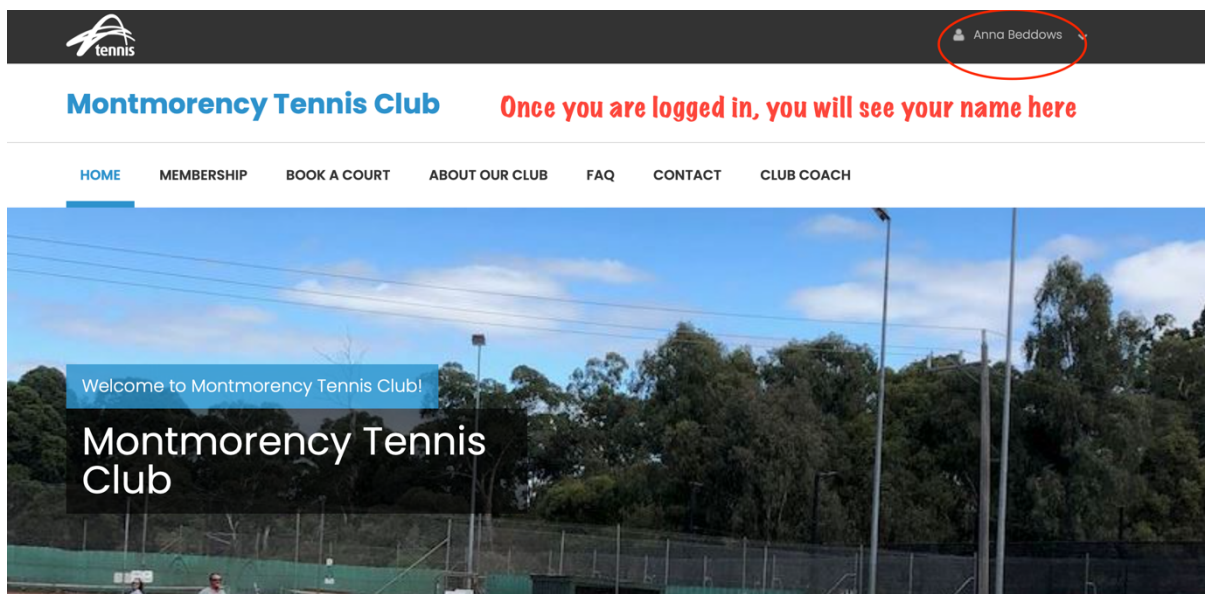 tennis
Anna Beddows
Montmorency Tennis Club
Once you are logged in, you will see your name here
HOME MEMBERSHIP BOOK A COURT ABOUT OUR CLUB FAQ CONTACT CLUB COACH
Welcome to Montmorency Tennis Club!
Montmorency Tennis
Club